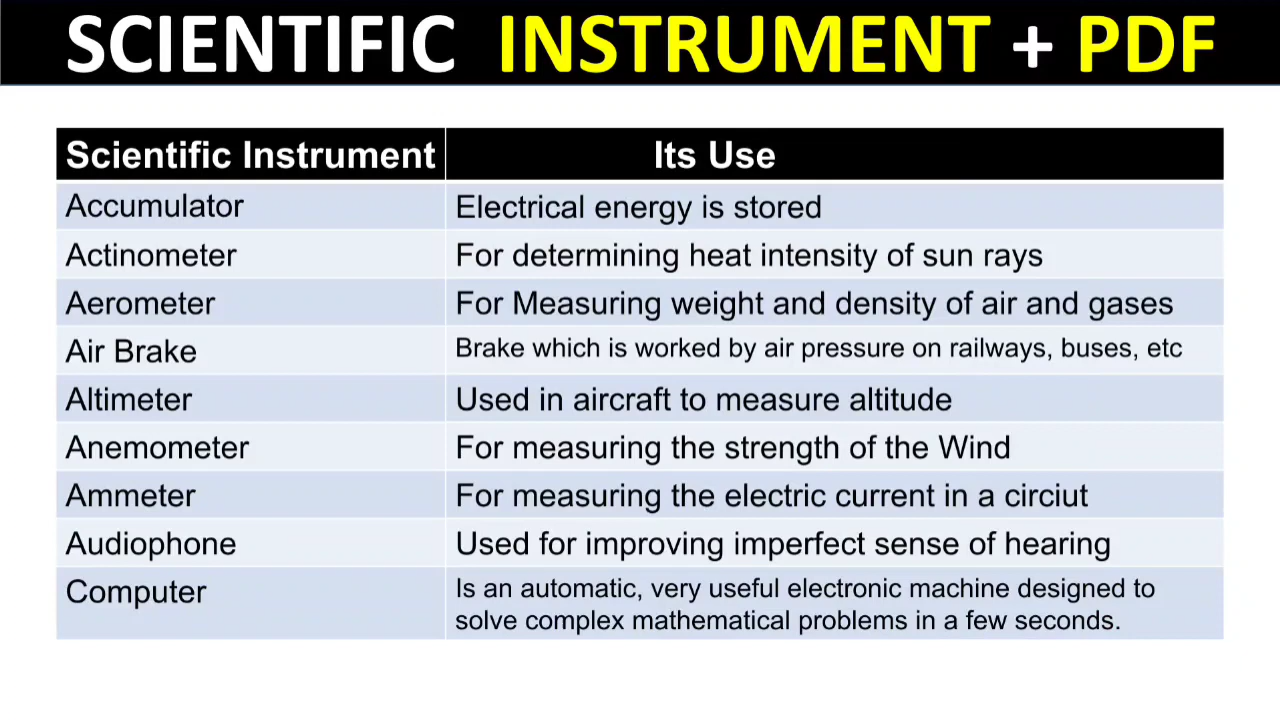 SCIENTIFIC INSTRUMENT + PDF
Scientific Instrument Its Use
Accumulator Electrical energy is stored
Actinometer For determining heat intensity of sun rays
Aerometer For Measuring weight and density of air and gases
Air Brake Brake which is worked by air pressure on railways, buses, etc
Altimeter Used in aircraft to measure altitude
Anemometer For measuring the strength of the Wind
Ammeter For measuring the electric current in a circiut
Audiophone Used for improving imperfect sense of hearing
Computer Is an automatic, very useful electronic machine designed to
solve complex mathematical problems in a few seconds.